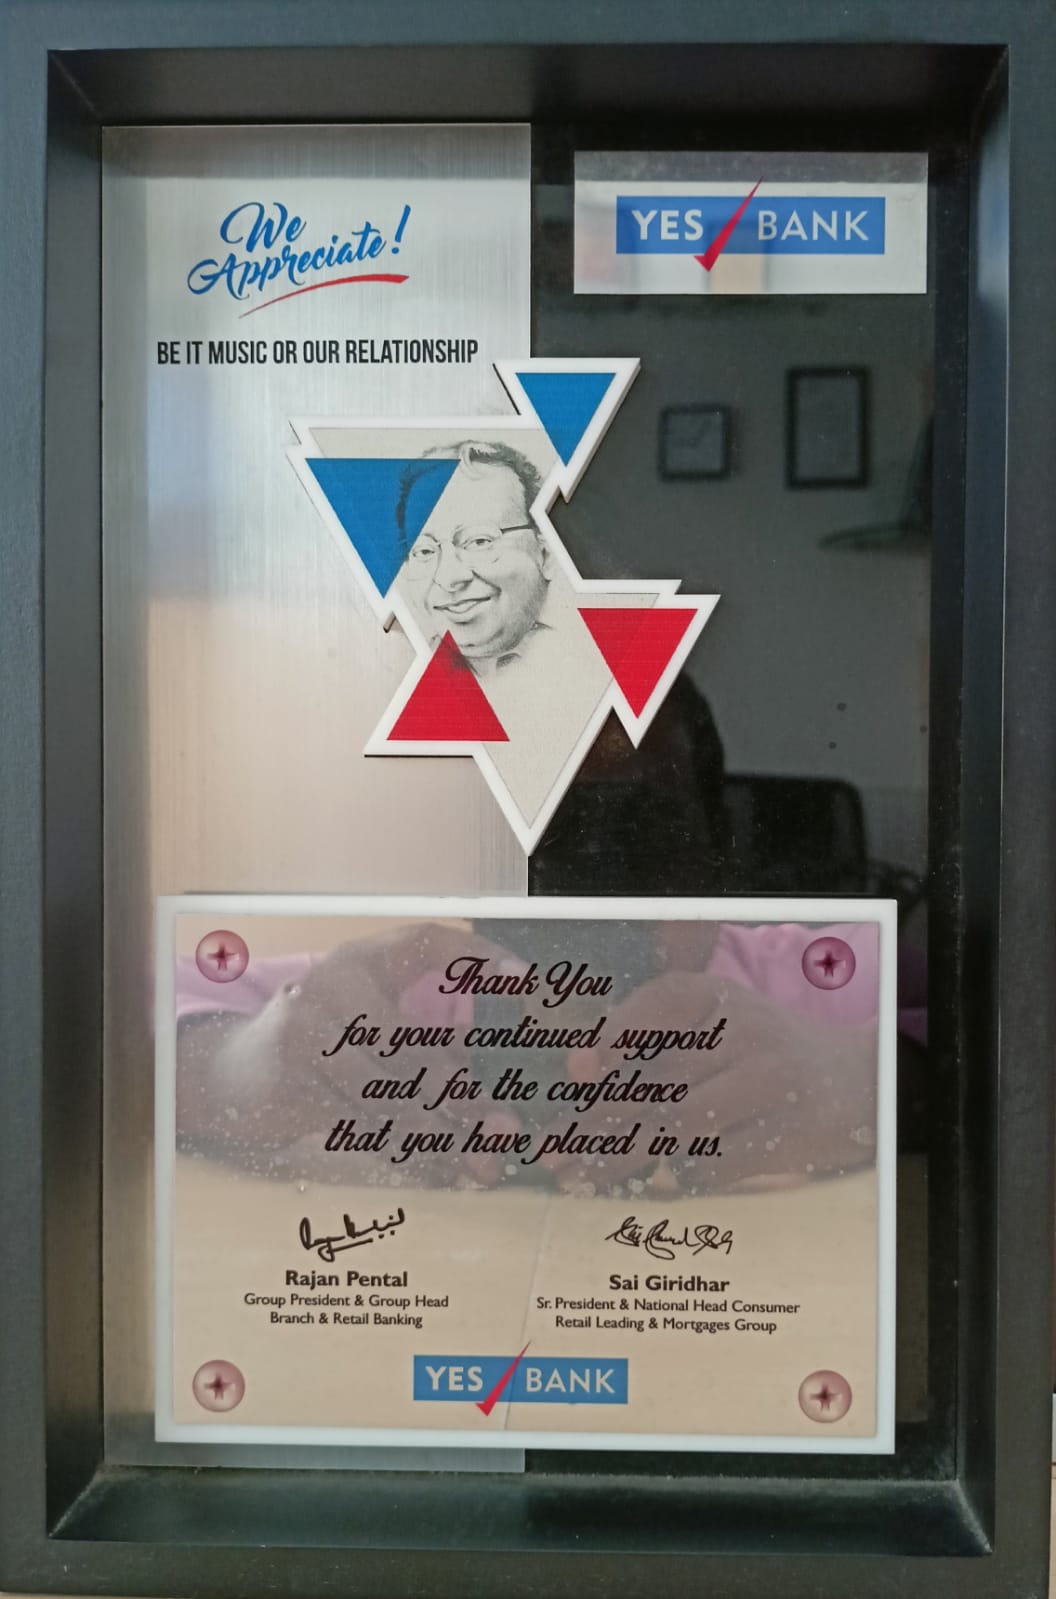 We
Appreciate!
YES BANK
BE IT MUSIC OR OUR RELATIONSHIP
Thank You
for your continued support
and for the confidence
that you have placed in us.
Rajan Pental
Group President & Group Head
Branch & Retail Banking
Sai Giridhar
Sr. President & National Head Consumer
Retail Leading & Mortgages Group
YES BANK